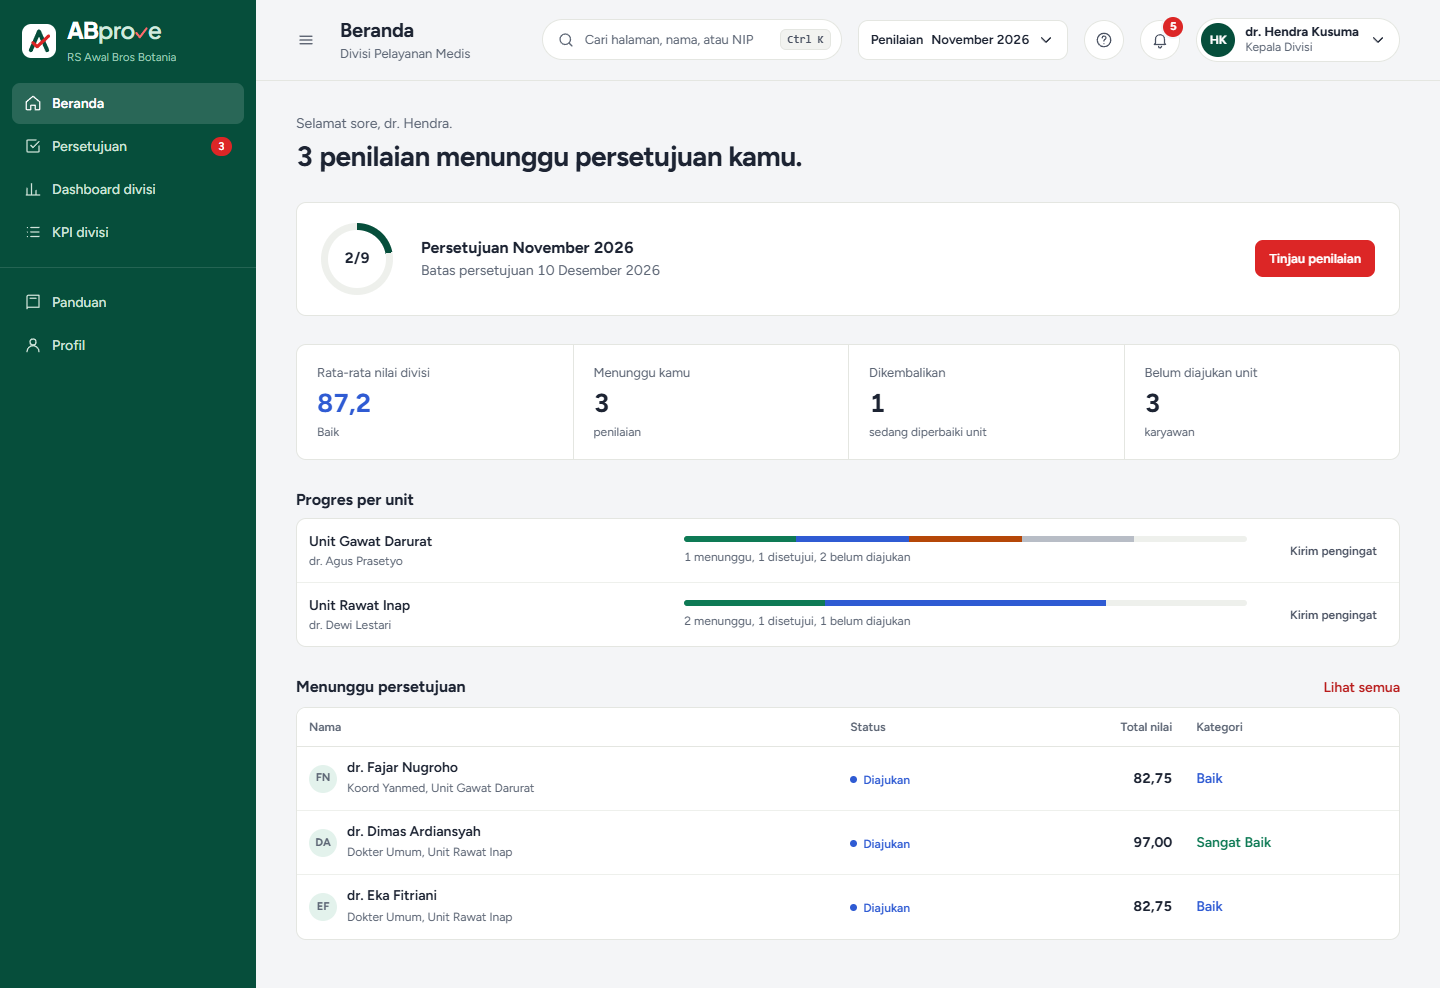 ABprove
RS Awal Bros Botania
Beranda
Persetujuan 3
Dashboard divisi
KPI divisi
Panduan
Profil
Beranda
Divisi Pelayanan Medis
Cari halaman, nama, atau NIP Ctrl K
Penilaian November 2026
5
HK
dr. Hendra Kusuma
Kepala Divisi
Selamat sore, dr. Hendra.
3 penilaian menunggu persetujuan kamu.
2/9
Persetujuan November 2026
Batas persetujuan 10 Desember 2026
Tinjau penilaian
Rata-rata nilai divisi
87,2
Baik
Menunggu kamu
3
penilaian
Dikembalikan
1
sedang diperbaiki unit
Belum diajukan unit
3
karyawan
Progres per unit
Unit Gawat Darurat
dr. Agus Prasetyo
1 menunggu, 1 disetujui, 2 belum diajukan
Kirim pengingat
Unit Rawat Inap
dr. Dewi Lestari
2 menunggu, 1 disetujui, 1 belum diajukan
Kirim pengingat
Menunggu persetujuan
Lihat semua
Nama Status Total nilai Kategori
FN
dr. Fajar Nugroho
Koord Yanmed, Unit Gawat Darurat
Diajukan 82,75 Baik
DA
dr. Dimas Ardiansyah
Dokter Umum, Unit Rawat Inap
Diajukan 97,00 Sangat Baik
EF
dr. Eka Fitriani
Dokter Umum, Unit Rawat Inap
Diajukan 82,75 Baik